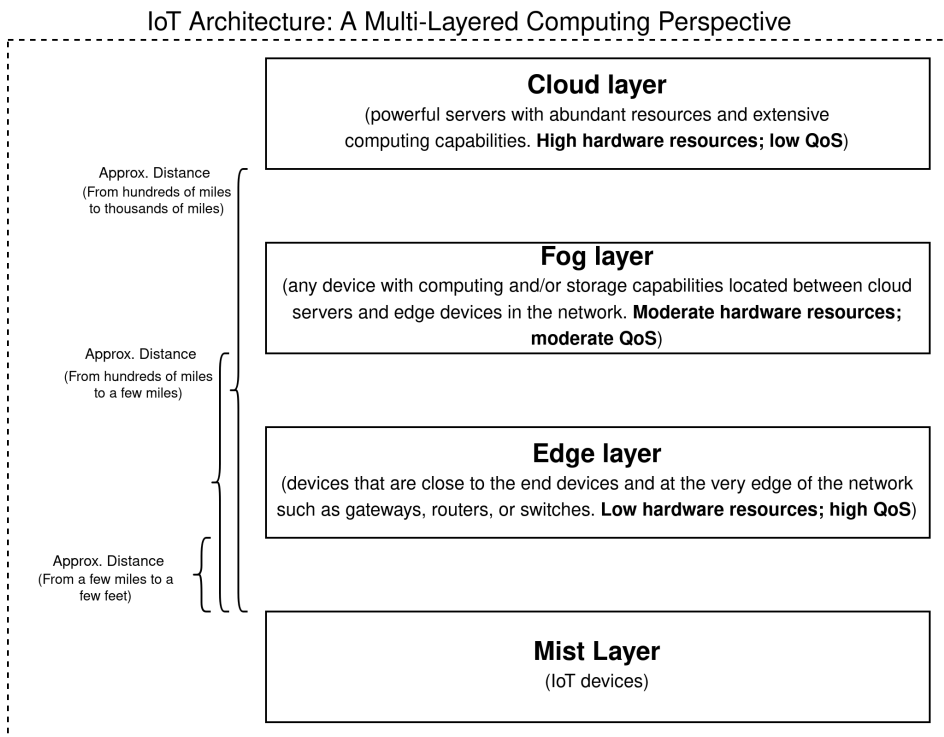 IoT Architecture: A Multi-Layered Computing Perspective
Cloud layer
(powerful servers with abundant resources and extensive
computing capabilities. High hardware resources; low QoS)
Approx. Distance
(From hundreds of miles
to thousands of miles)
Fog layer
(any device with computing and/or storage capabilities located between cloud
servers and edge devices in the network. Moderate hardware resources;
moderate QoS)
Approx. Distance
(From hundreds of miles
to a few miles)
Edge layer
(devices that are close to the end devices and at the very edge of the network
such as gateways, routers, or switches. Low hardware resources; high QoS)
Approx. Distance
(From a few miles to a
few feet)
Mist Layer
(IoT devices)